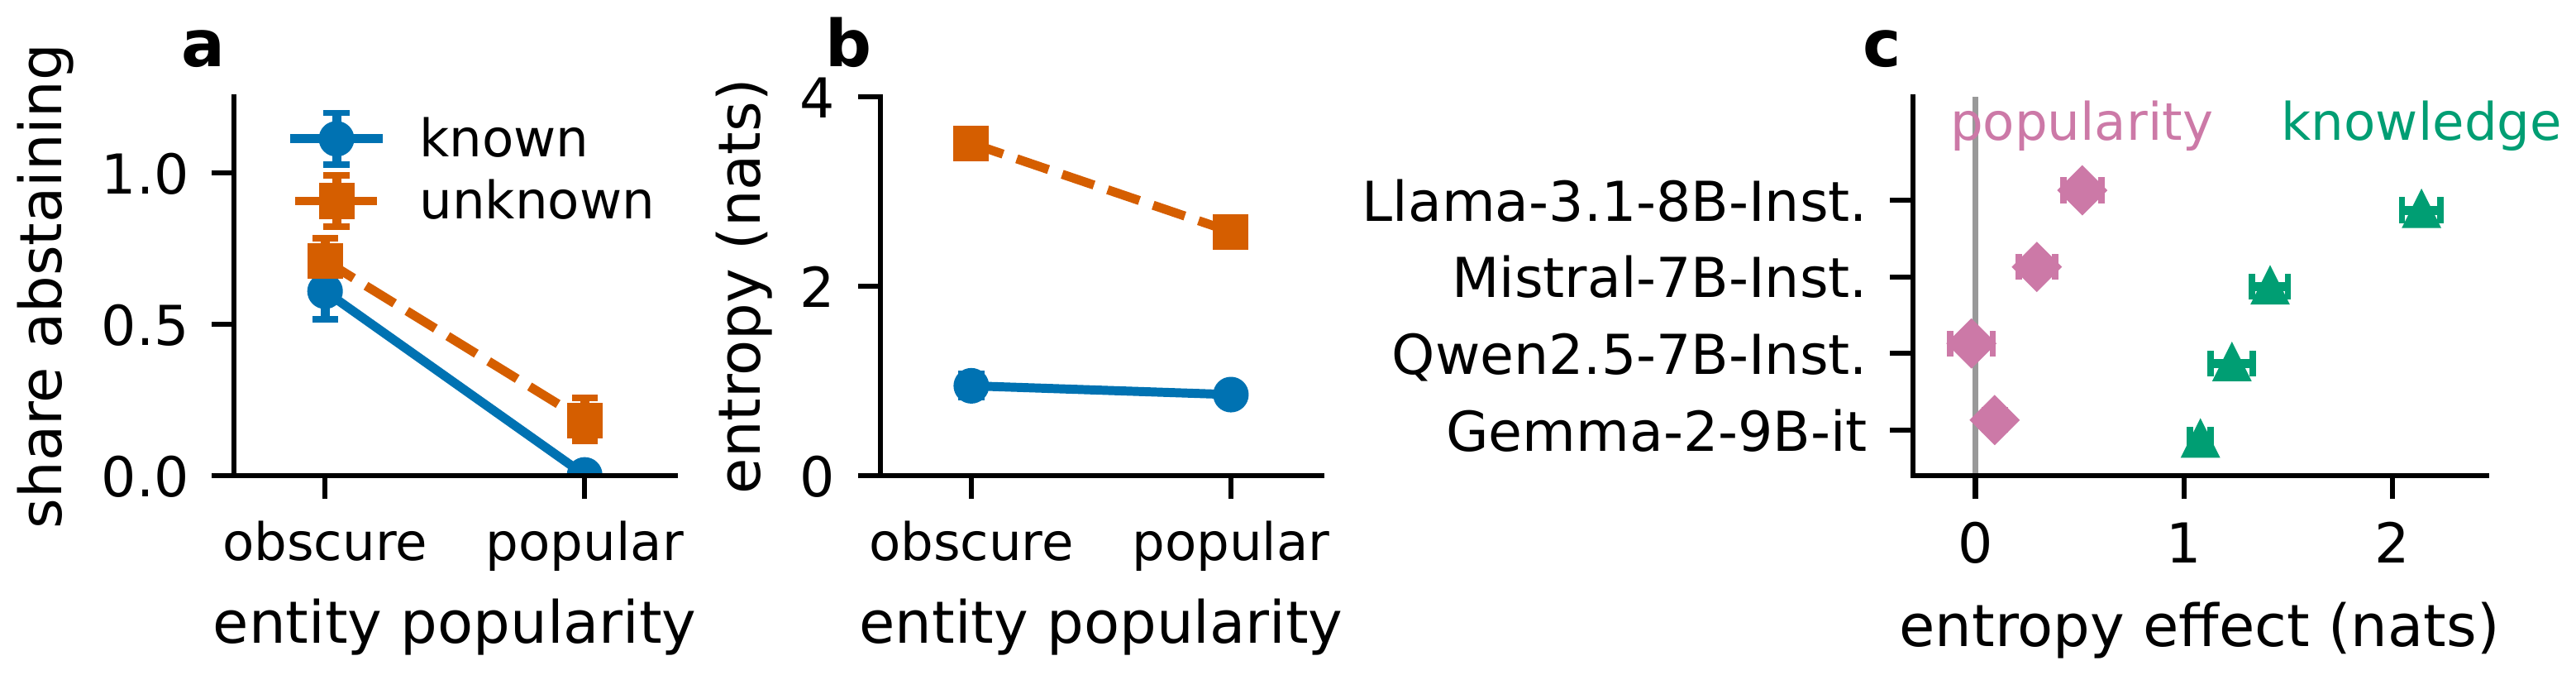 a
share abstaining
1.0
0.5
0.0
known
unknown
obscure popular
entity popularity
b
entropy (nats)
4
2
0
obscure popular
entity popularity
c
popularity knowledge
Llama-3.1-8B-Inst.
Mistral-7B-Inst.
Qwen2.5-7B-Inst.
Gemma-2-9B-it
0 1 2
entropy effect (nats)